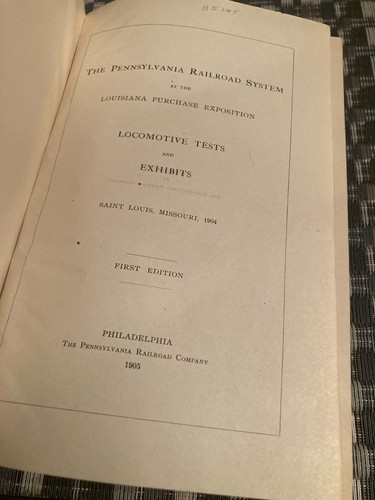 The Pennsylvania Railroad System
AT THE
LOUISIANA PURCHASE EXPOSITION
LOCOMOTIVE TESTS
AND
EXHIBITS
SAINT LOUIS, MISSOURI, 1904
FIRST EDITION
PHILADELPHIA
The Pennsylvania Railroad Company
1905